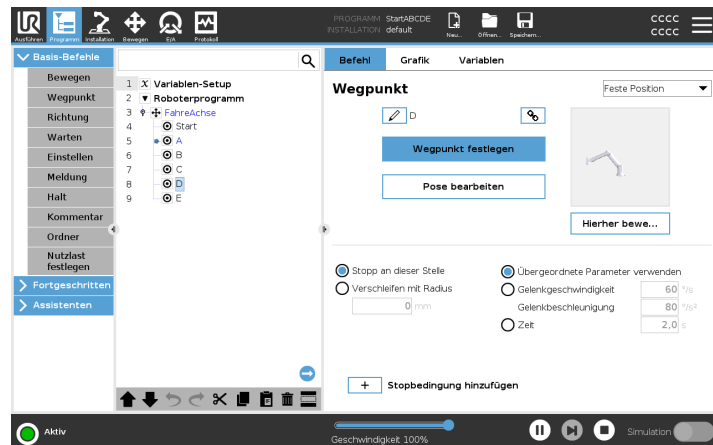 UR
Ausführen Programm Installation Bewegen E/A Protokoll
PROGRAMM StartABCDE
INSTALLATION default
Neu... Öffnen... Speichern...
CCCC
CCCC
Basis-Befehle
Bewegen
Wegpunkt
Richtung
Warten
Einstellen
Meldung
Halt
Kommentar
Ordner
Nutzlast
festlegen
Fortgeschritten
Assistenten
1 X Variablen-Setup
2 Roboterprogramm
3 FahreAchse
4 Start
5 A
6 B
7 C
8 D
9 E
Befehl Grafik Variablen
Wegpunkt
Feste Position
D
Wegpunkt festlegen
Pose bearbeiten
Hierher bewe...
Stopp an dieser Stelle
Verschleifen mit Radius
0 mm
Übergeordnete Parameter verwenden
Gelenkgeschwindigkeit 60 °/s
Gelenkbeschleunigung 80 °/s²
Zeit 2,0 s
+ Stopbedingung hinzufügen
Aktiv
Geschwindigkeit 100%
Simulation